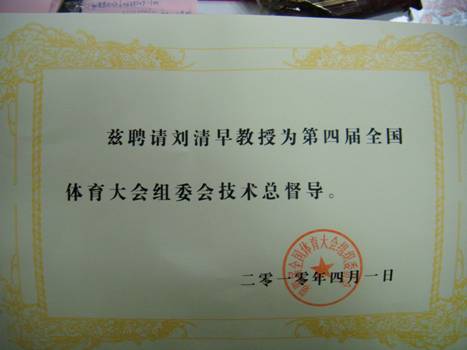 兹聘请刘清早教授为第四届全国
体育大会组委会技术总督导。
二零一零年四月一日